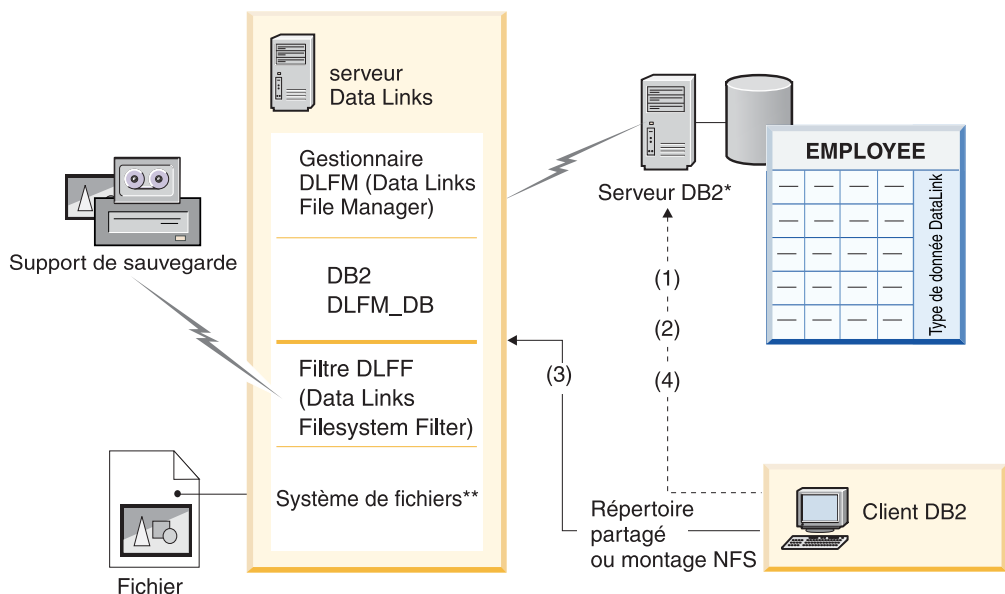 serveur
Data Links
Gestionnaire
DLFM (Data Links
File Manager)
DB2
DLFM_DB
Filtre DLFF
(Data Links
Filesystem Filter)
Système de fichiers**
Support de sauvegarde
Fichier
Serveur DB2*
EMPLOYEE
Type de donnée DataLink
(1)
(2)
(3)
(4)
Répertoire
partagé
ou montage NFS
Client DB2